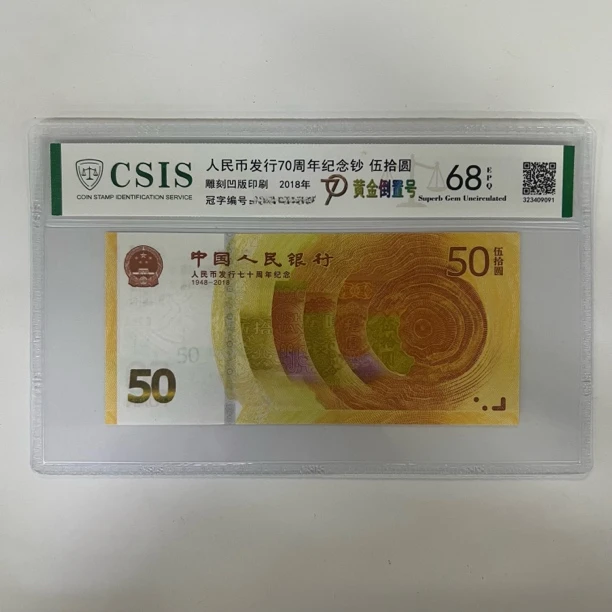 CSIS
COIN STAMP IDENTIFICATION SERVICE
人民币发行70周年纪念钞 伍拾圆
雕刻凹版印刷 2018年
冠字编号
70 黄金倒置号
68 EPQ
Superb Gem Uncirculated
323409091
中国人民银行
人民币发行七十周年纪念
1948-2018
50 伍拾圆
50
50